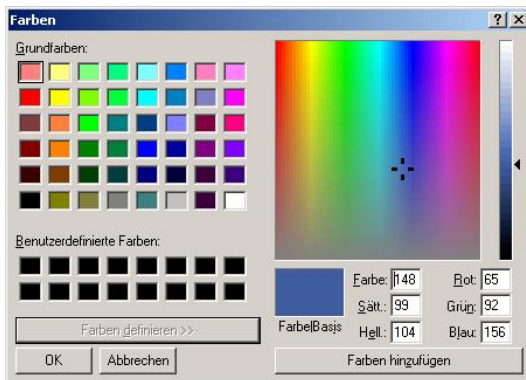 Farben
Grundfarben:
Benutzerdefinierte Farben:
Farben definieren >>
OK
Abbrechen
Farbe|Basis
Farbe: 148
Sätt.: 99
Hell.: 104
Rot: 65
Grün: 92
Blau: 156
Farben hinzufügen